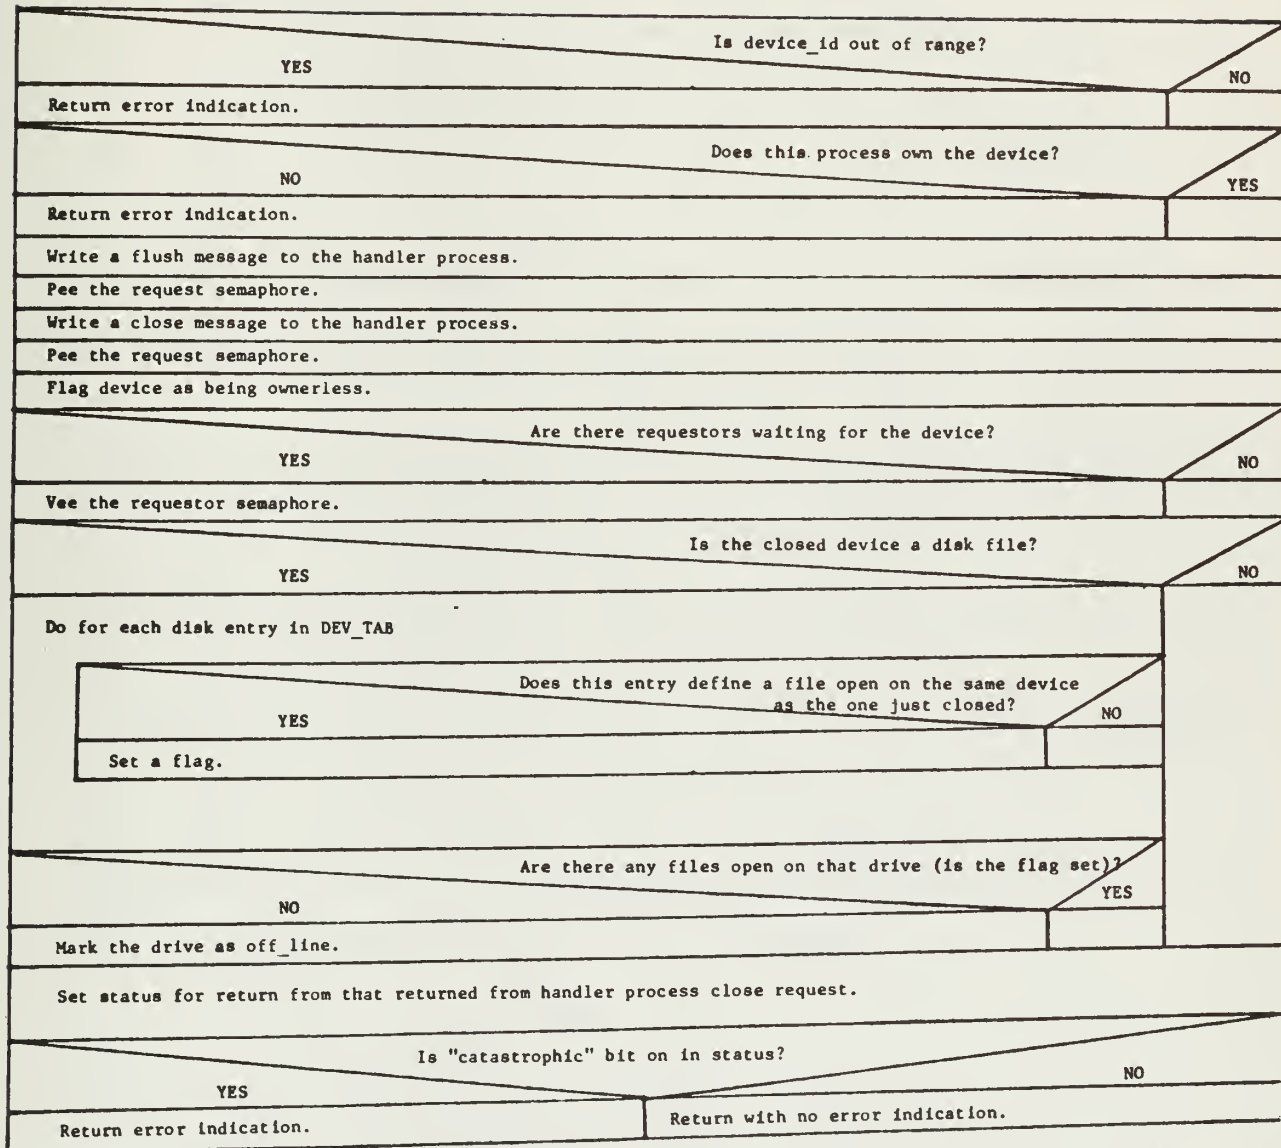 Is device_id out of range?
YES
NO
Return error indication.
Does this process own the device?
NO
YES
Return error indication.
Write a flush message to the handler process.
Pee the request semaphore.
Write a close message to the handler process.
Pee the request semaphore.
Flag device as being ownerless.
Are there requestors waiting for the device?
YES
NO
Vee the requestor semaphore.
Is the closed device a disk file?
YES
NO
Do for each disk entry in DEV_TAB
Does this entry define a file open on the same device
as the one just closed?
YES
NO
Set a flag.
Are there any files open on that drive (is the flag set)?
YES
NO
Mark the drive as off_line.
Set status for return from that returned from handler process close request.
Is "catastrophic" bit on in status?
YES
NO
Return error indication.
Return with no error indication.